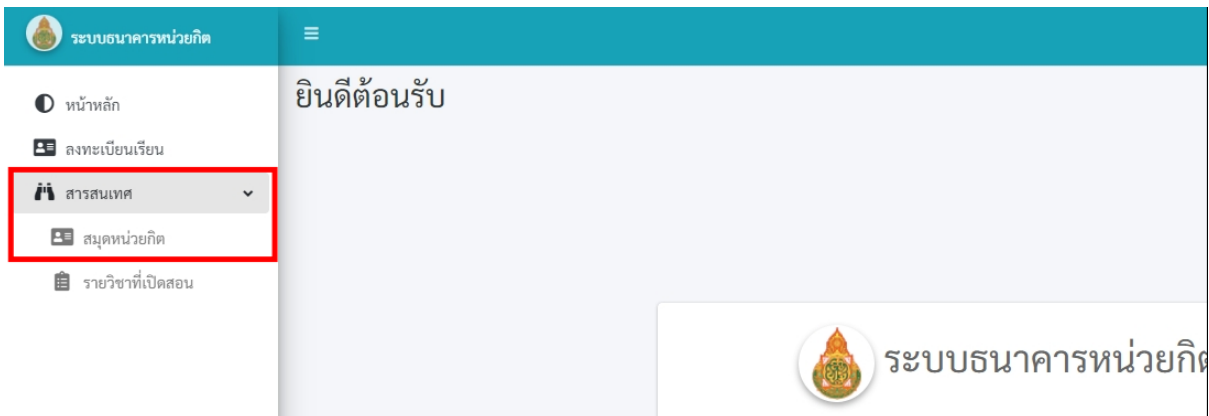 ระบบธนาคารหน่วยกิต
ยินดีต้อนรับ
หน้าหลัก
ลงทะเบียนเรียน
สารสนเทศ
สมุดหน่วยกิต
รายวิชาที่เปิดสอน
ระบบธนาคารหน่วยกิ